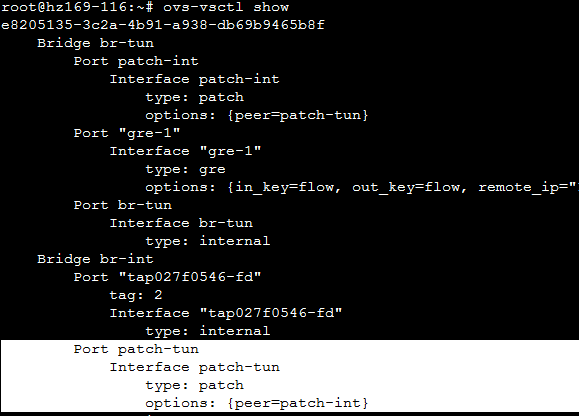 root@hz169-116:~# ovs-vsctl show
e8205135-3c2a-4b91-a938-db69b9465b8f
    Bridge br-tun
        Port patch-int
            Interface patch-int
                type: patch
                options: {peer=patch-tun}
        Port "gre-1"
            Interface "gre-1"
                type: gre
                options: {in_key=flow, out_key=flow, remote_ip="
        Port br-tun
            Interface br-tun
                type: internal
    Bridge br-int
        Port "tap027f0546-fd"
            tag: 2
            Interface "tap027f0546-fd"
                type: internal
        Port patch-tun
            Interface patch-tun
                type: patch
                options: {peer=patch-int}